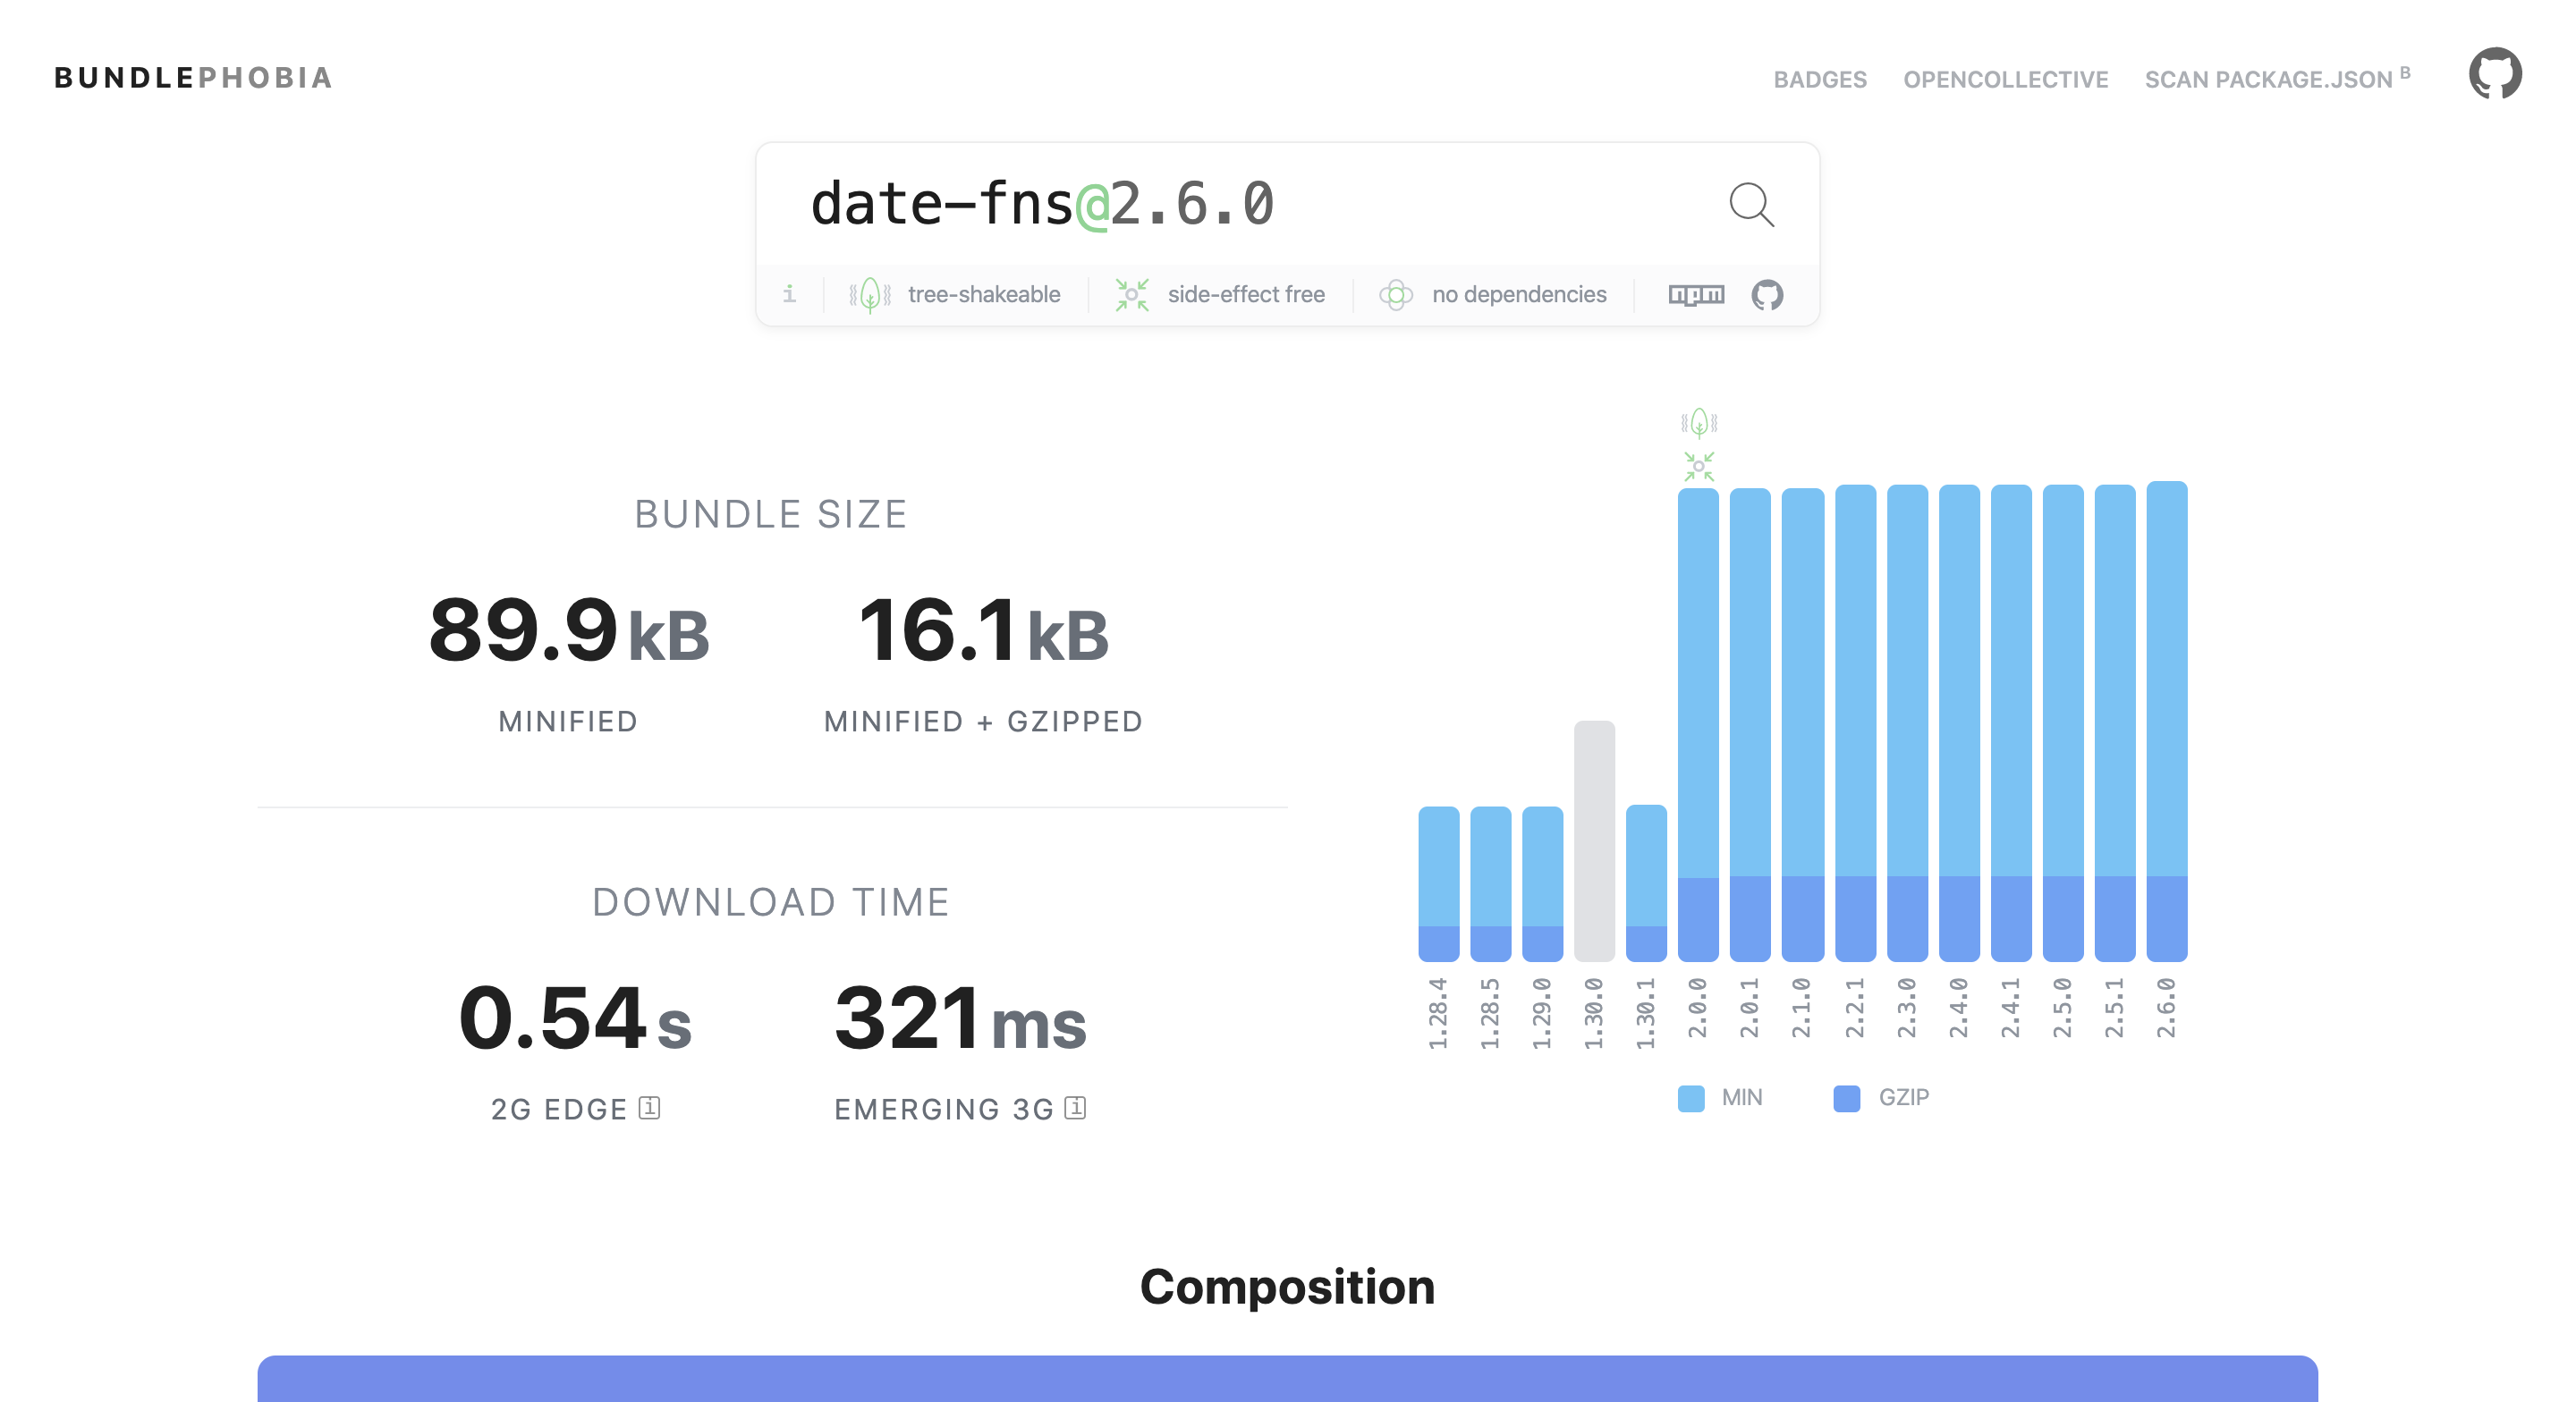 BUNDLEPHOBIA
BADGES OPENCOLLECTIVE SCAN PACKAGE.JSON B
date-fns@2.6.0
i tree-shakeable side-effect free no dependencies npm
BUNDLE SIZE
89.9 kB 16.1 kB
MINIFIED MINIFIED + GZIPPED
DOWNLOAD TIME
0.54 s 321 ms
2G EDGE i EMERGING 3G i
1.28.4 1.28.5 1.29.0 1.30.0 1.30.1 2.0.0 2.0.1 2.1.0 2.2.1 2.3.0 2.4.0 2.4.1 2.5.0 2.5.1 2.6.0
MIN GZIP
Composition